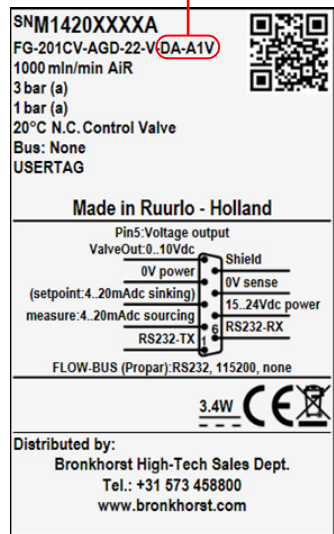 SNM1420XXXXA
FG-201CV-AGD-22-V-DA-A1V
1000 mln/min AiR
3 bar (a)
1 bar (a)
20°C N.C. Control Valve
Bus: None
USERTAG
Made in Ruurlo - Holland
Pin5:Voltage output
ValveOut:0..10Vdc
Shield
0V power
0V sense
(setpoint:4..20mAdc sinking)
15..24Vdc power
measure:4..20mAdc sourcing
6
RS232-RX
RS232-TX
1
FLOW-BUS (Propar):RS232, 115200, none
3.4W
CE
Distributed by:
Bronkhorst High-Tech Sales Dept.
Tel.: +31 573 458800
www.bronkhorst.com